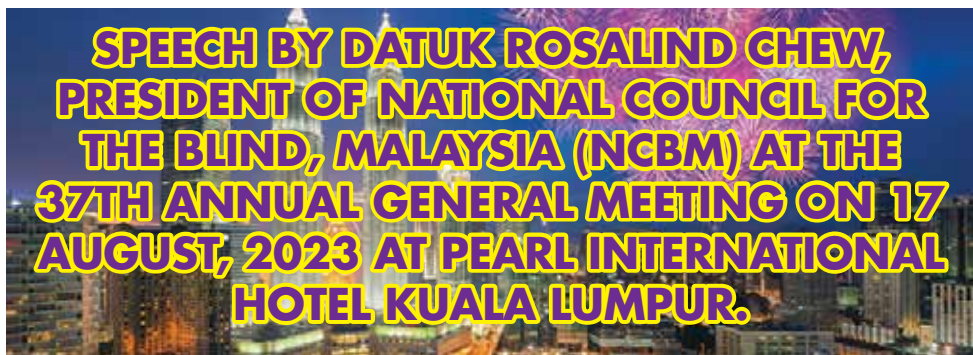 SPEECH BY DATUK ROSALIND CHEW,
PRESIDENT OF NATIONAL COUNCIL FOR
THE BLIND, MALAYSIA (NCBM) AT THE
37TH ANNUAL GENERAL MEETING ON 17
AUGUST, 2023 AT PEARL INTERNATIONAL
HOTEL KUALA LUMPUR.